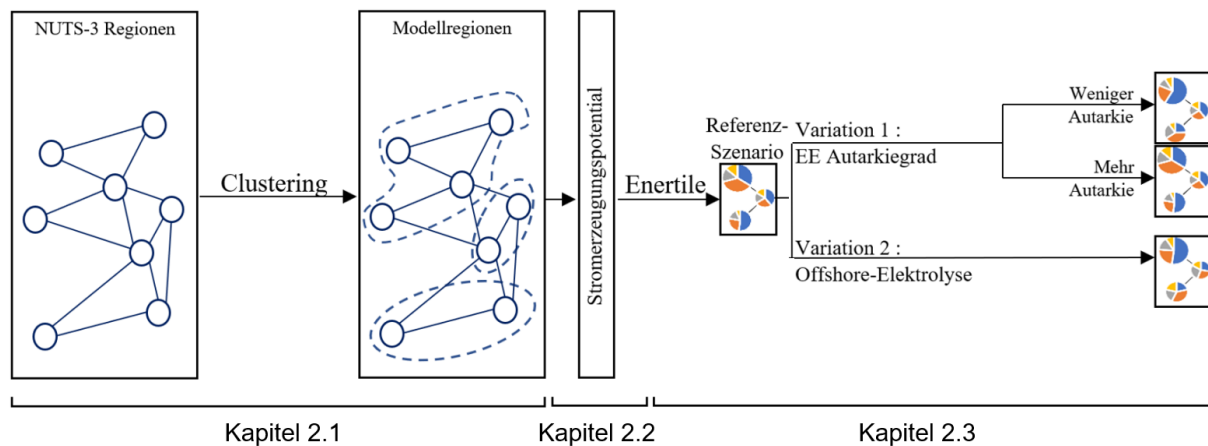 NUTS-3 Regionen
Clustering
Modellregionen
Stromerzeugungspotential
Enertile
Referenz-
Szenario
Variation 1 :
EE Autarkiegrad
Weniger
Autarkie
Mehr
Autarkie
Variation 2 :
Offshore-Elektrolyse
Kapitel 2.1
Kapitel 2.2
Kapitel 2.3